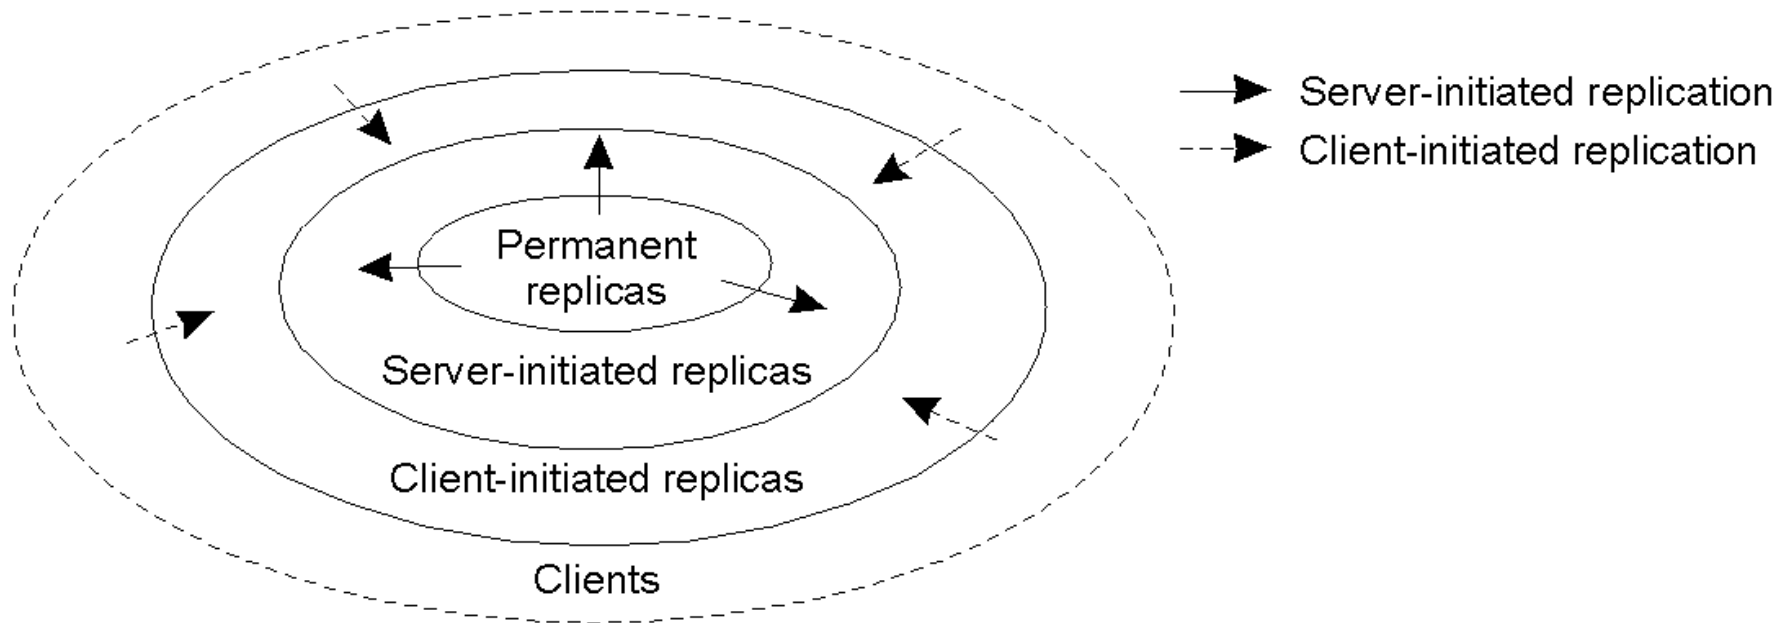 Server-initiated replication
Client-initiated replication
Permanent
replicas
Server-initiated replicas
Client-initiated replicas
Clients